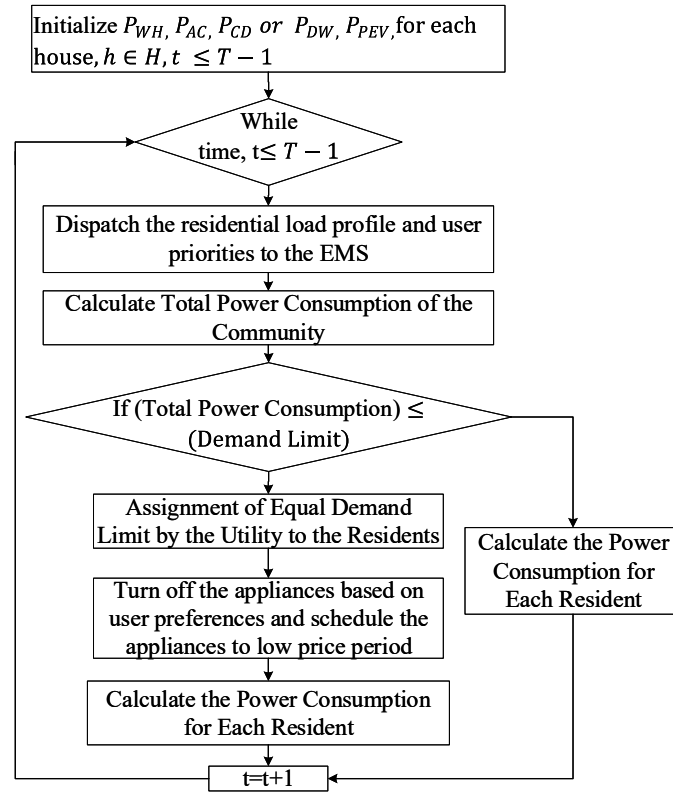 Initialize P_WH, P_AC, P_CD or P_DW, P_PEV, for each
house, h ∈ H, t ≤ T − 1
While
time, t≤ T − 1
Dispatch the residential load profile and user
priorities to the EMS
Calculate Total Power Consumption of the
Community
If (Total Power Consumption) ≤
(Demand Limit)
Assignment of Equal Demand
Limit by the Utility to the Residents
Calculate the Power
Consumption for
Each Resident
Turn off the appliances based on
user preferences and schedule the
appliances to low price period
Calculate the Power Consumption
for Each Resident
t=t+1